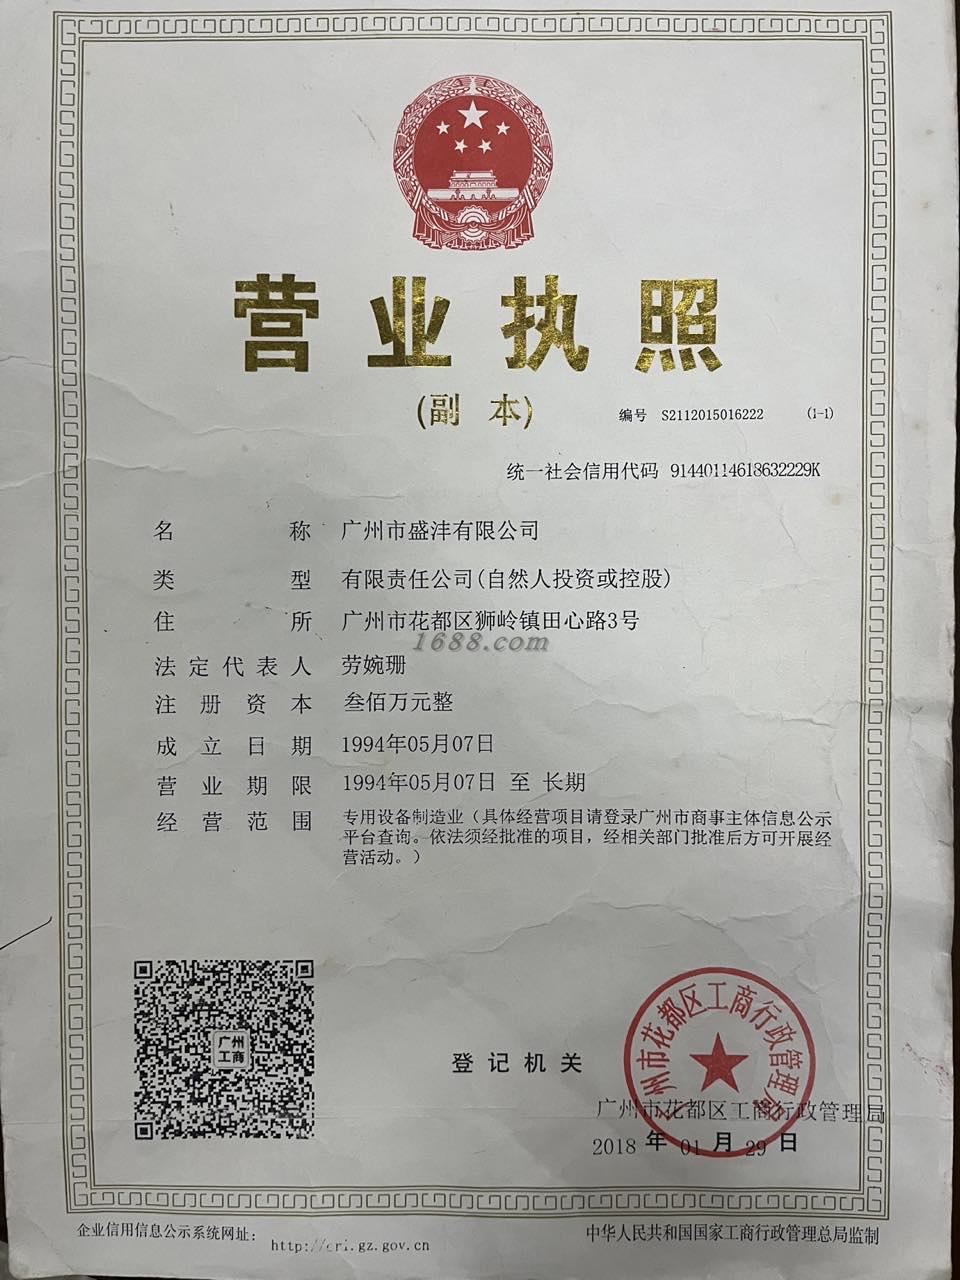 营业执照
(副 本)
编号 S2112015016222 (1-1)
统一社会信用代码 91440114618632229K
名称 广州市盛沣有限公司
类型 有限责任公司(自然人投资或控股)
住所 广州市花都区狮岭镇田心路3号
1688.com
法定代表人 劳婉珊
注册资本 叁佰万元整
成立日期 1994年05月07日
营业期限 1994年05月07日 至 长期
经营范围 专用设备制造业（具体经营项目请登录广州市商事主体信息公示
平台查询。依法须经批准的项目，经相关部门批准后方可开展经
营活动。）
广州
工商
登记机关
广州市花都区工商行政管理局
广州市花都区工商行政管理局
2018 年 01 月 29 日
企业信用信息公示系统网址：
http://cri.gz.gov.cn
中华人民共和国国家工商行政管理总局监制